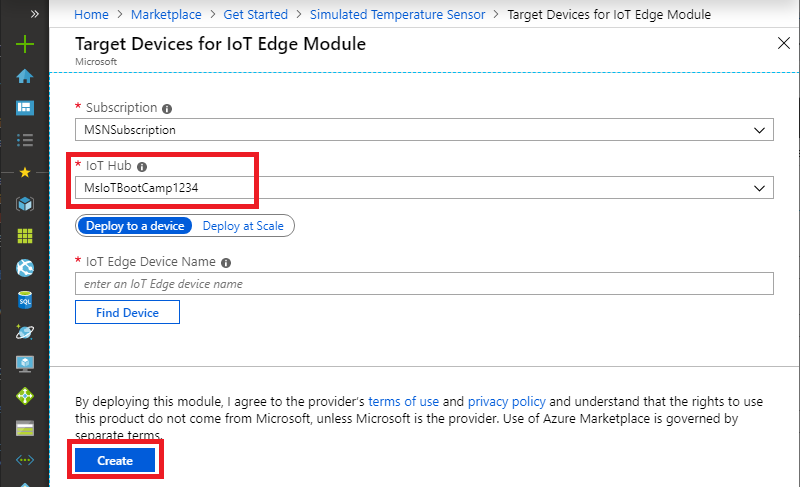 Home > Marketplace > Get Started > Simulated Temperature Sensor > Target Devices for IoT Edge Module
Target Devices for IoT Edge Module
Microsoft
* Subscription
MSNSubscription
* IoT Hub
MsIoTBootCamp1234
Deploy to a device Deploy at Scale
* IoT Edge Device Name
enter an IoT Edge device name
Find Device
By deploying this module, I agree to the provider's terms of use and privacy policy and understand that the rights to use
this product do not come from Microsoft, unless Microsoft is the provider. Use of Azure Marketplace is governed by
separate terms.
Create
SQL